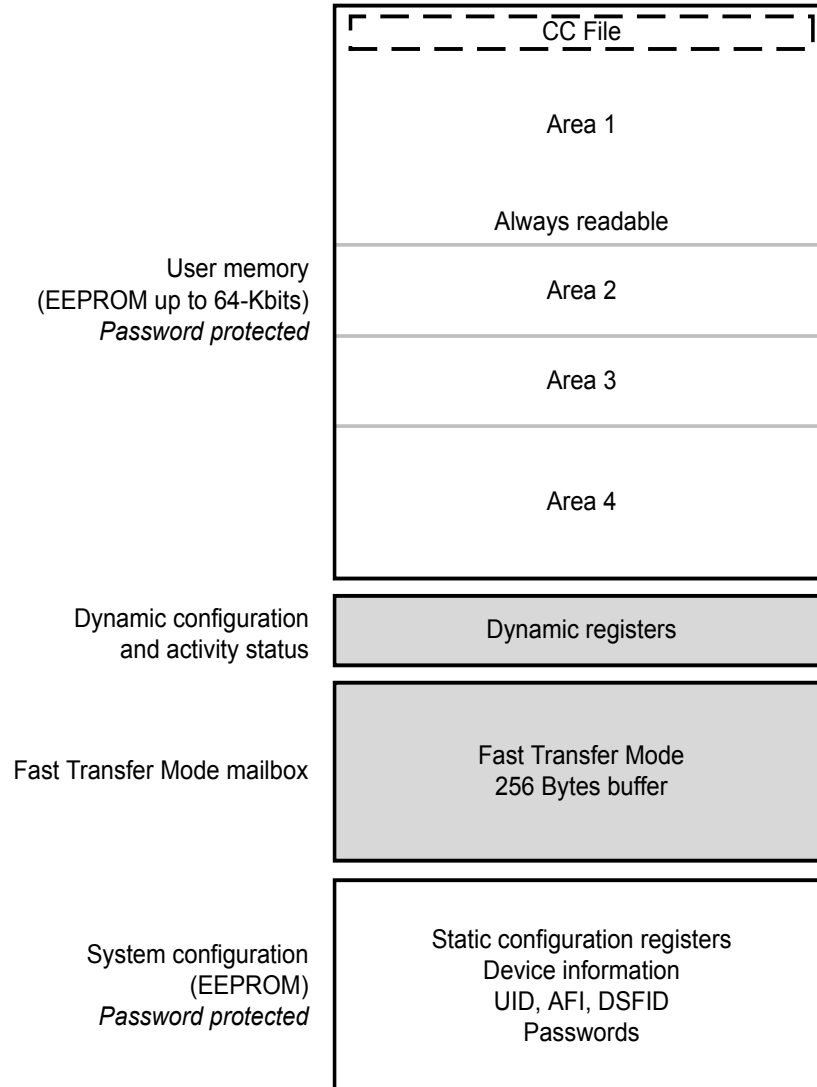 CC File
Area 1
Always readable
User memory
(EEPROM up to 64-Kbits)
Password protected
Area 2
Area 3
Area 4
Dynamic configuration
and activity status
Dynamic registers
Fast Transfer Mode mailbox
Fast Transfer Mode
256 Bytes buffer
System configuration
(EEPROM)
Password protected
Static configuration registers
Device information
UID, AFI, DSFID
Passwords